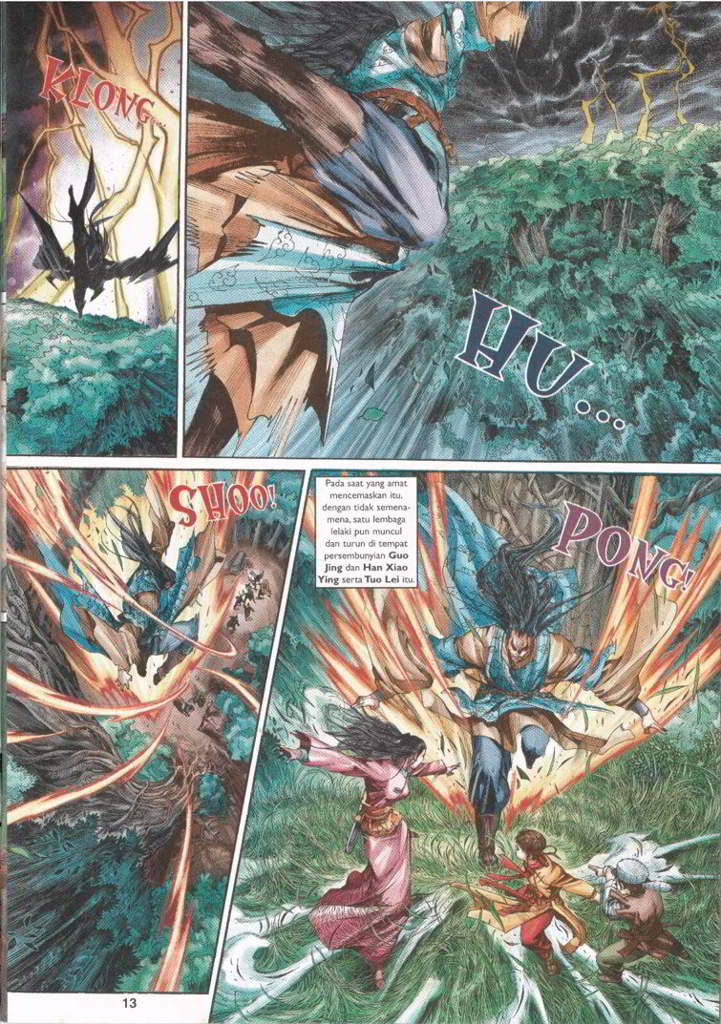 KLONG...
HU...
SHOO!
Pada saat yang amat
mencemaskan itu,
dengan tidak semena-
mena, satu lembaga
lelaki pun muncul
dan turun di tempat
persembunyian Guo
Jing dan Han Xiao
Ying serta Tuo Lei itu.
PONG!
13